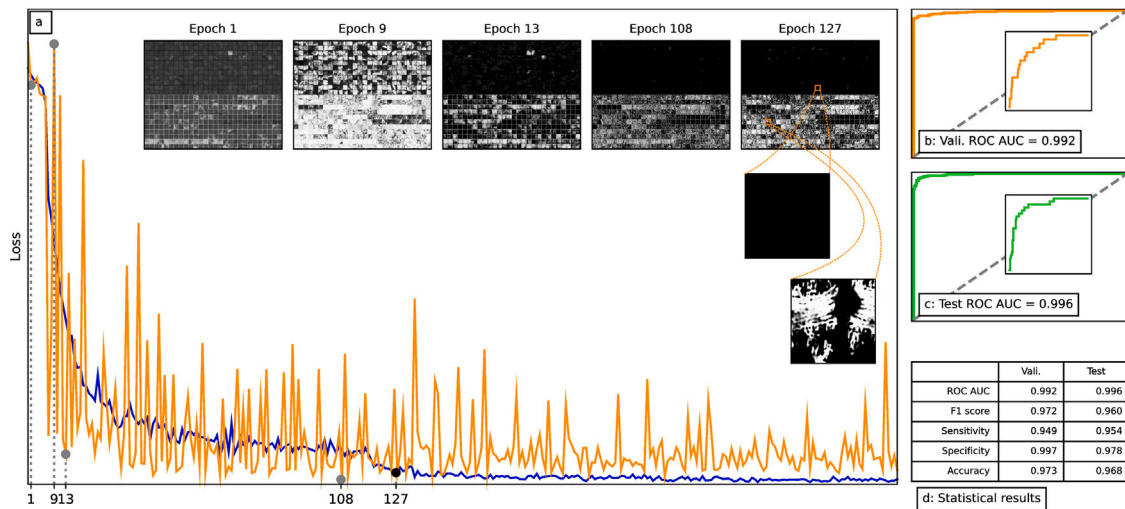 a
Epoch 1
Epoch 9
Epoch 13
Epoch 108
Epoch 127
Loss
1
9
13
108
127
b: Vali. ROC AUC = 0.992
c: Test ROC AUC = 0.996
Vali. Test
ROC AUC 0.992 0.996
F1 score 0.972 0.960
Sensitivity 0.949 0.954
Specificity 0.997 0.978
Accuracy 0.973 0.968
d: Statistical results